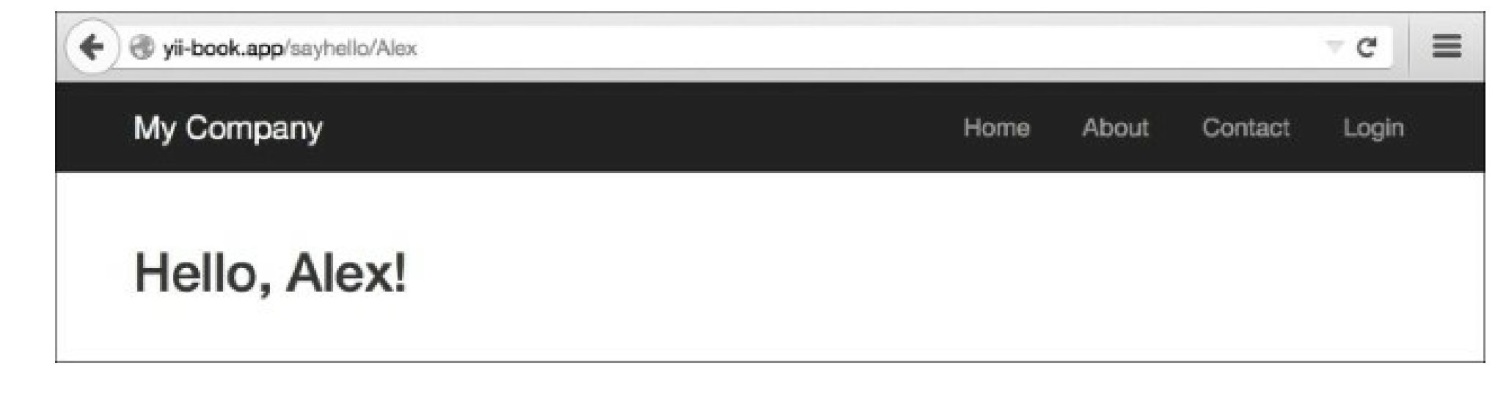 yii-book.app/sayhello/Alex
My Company Home About Contact Login
Hello, Alex!